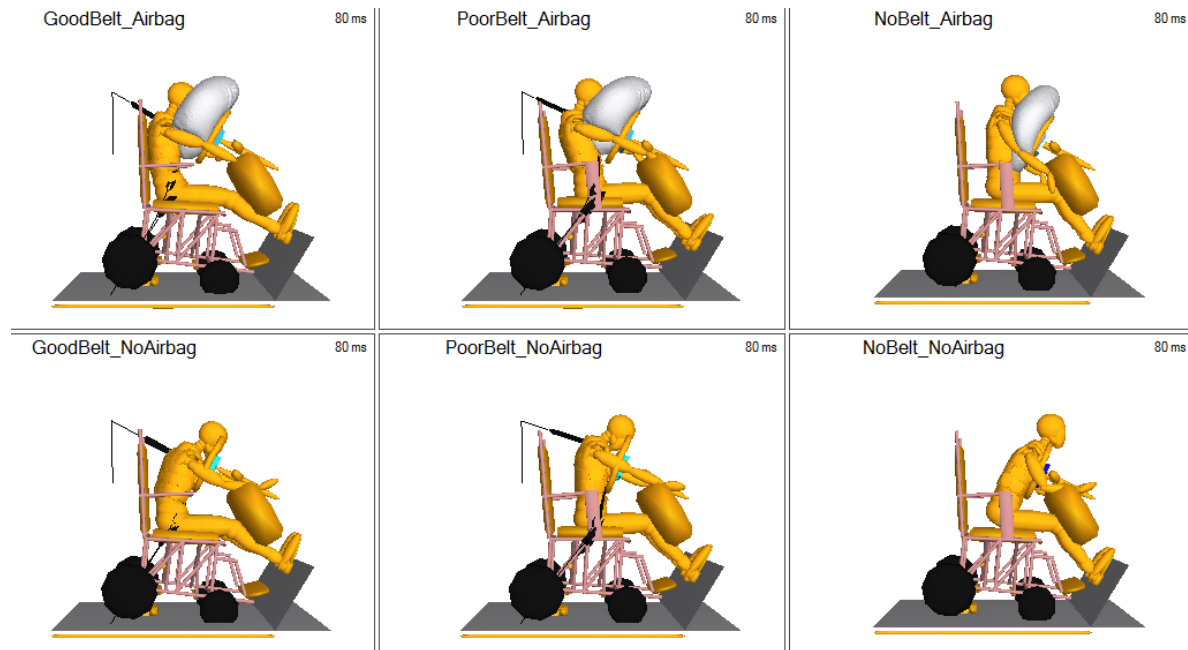 GoodBelt_Airbag 80 ms
PoorBelt_Airbag 80 ms
NoBelt_Airbag 80 ms
GoodBelt_NoAirbag 80 ms
PoorBelt_NoAirbag 80 ms
NoBelt_NoAirbag 80 ms